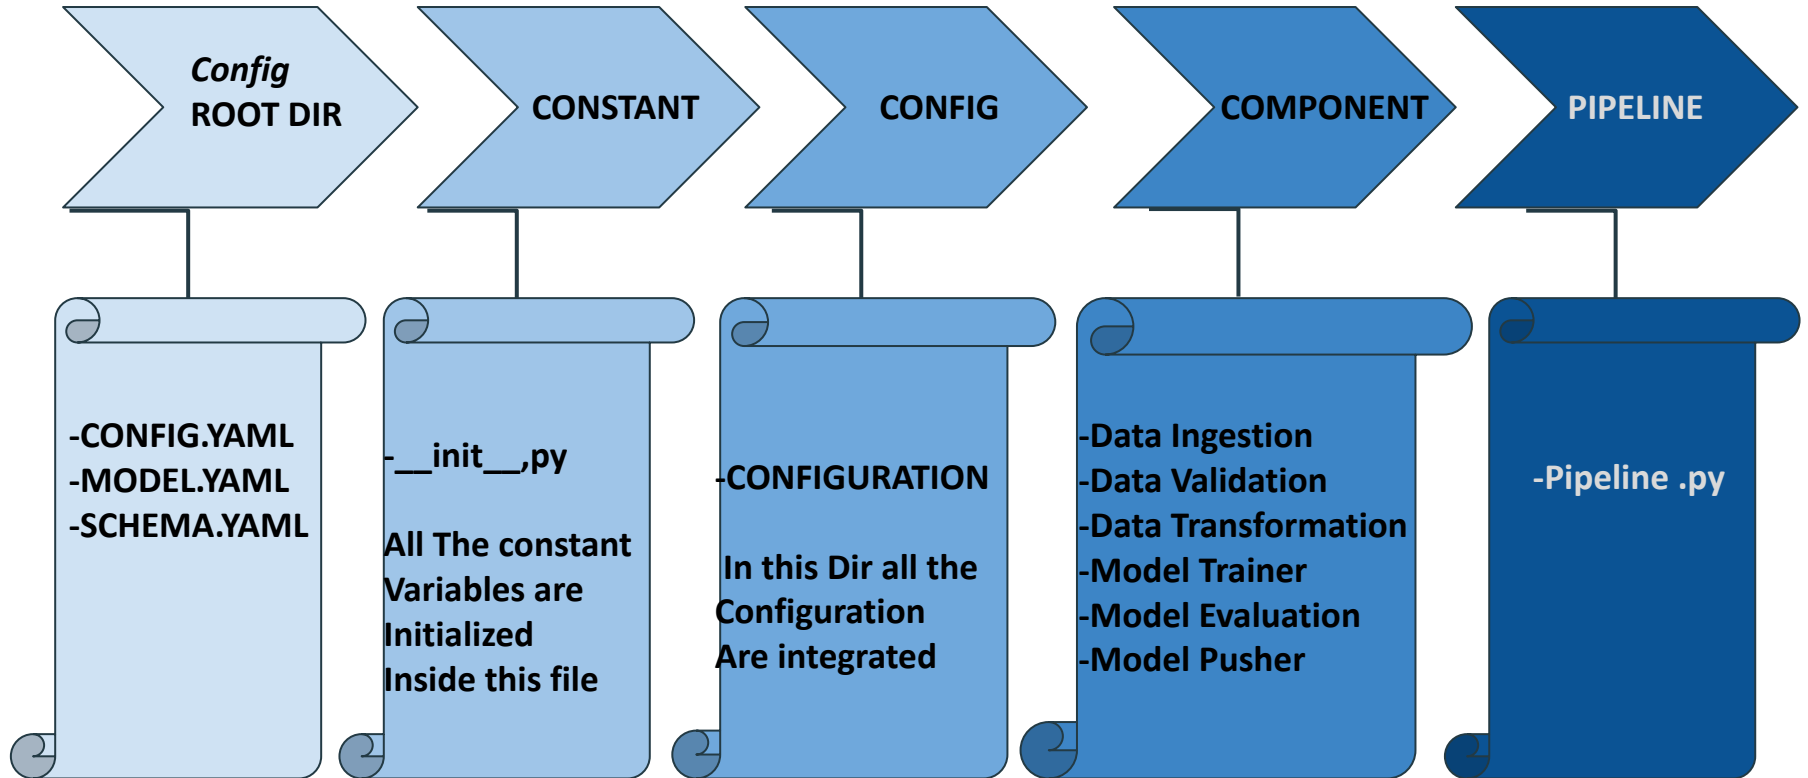 Config
ROOT DIR
CONSTANT
CONFIG
COMPONENT
PIPELINE
-CONFIG.YAML
-MODEL.YAML
-SCHEMA.YAML
-__init__,py
All The constant
Variables are
Initialized
Inside this file
-CONFIGURATION
In this Dir all the
Configuration
Are integrated
-Data Ingestion
-Data Validation
-Data Transformation
-Model Trainer
-Model Evaluation
-Model Pusher
-Pipeline .py